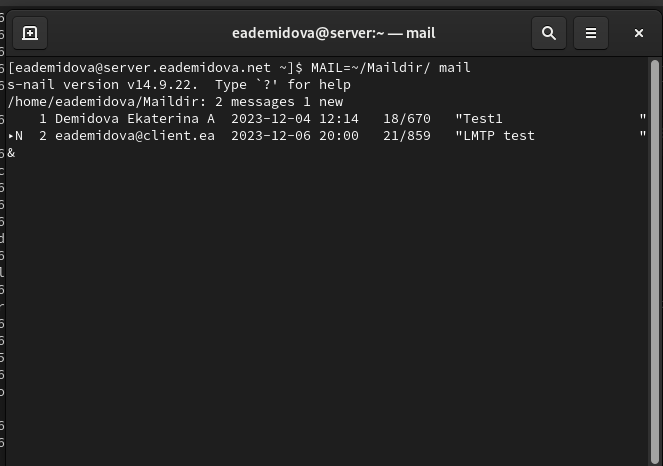 eademidova@server:~ — mail
[eademidova@server.eademidova.net ~]$ MAIL=~/Maildir/ mail
s-nail version v14.9.22.  Type `?' for help
/home/eademidova/Maildir: 2 messages 1 new
    1 Demidova Ekaterina A  2023-12-04 12:14   18/670   "Test1                 "
▸N  2 eademidova@client.ea  2023-12-06 20:00   21/859   "LMTP test             "
&